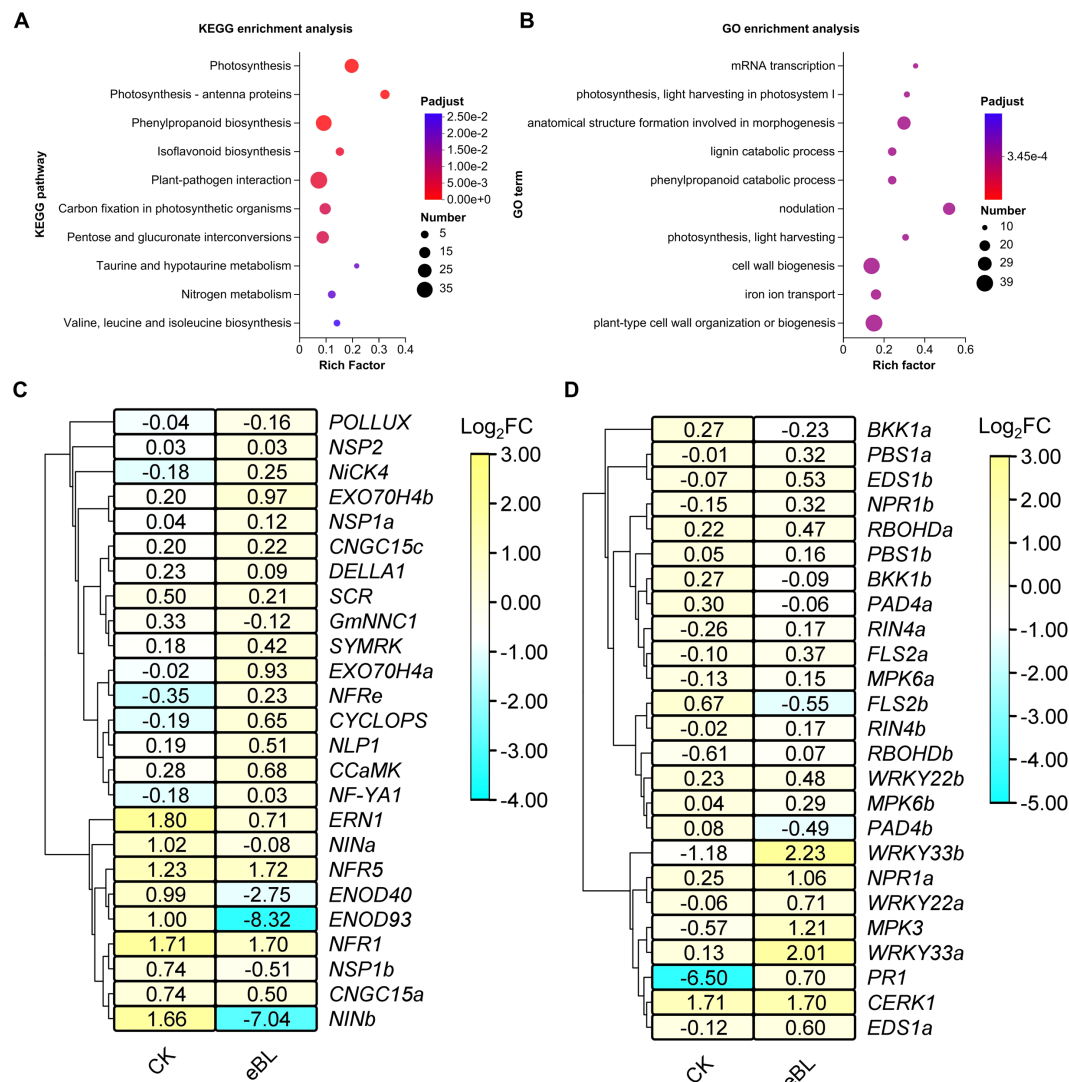 A
KEGG enrichment analysis
KEGG pathway
Photosynthesis
Photosynthesis - antenna proteins
Phenylpropanoid biosynthesis
Isoflavonoid biosynthesis
Plant-pathogen interaction
Carbon fixation in photosynthetic organisms
Pentose and glucuronate interconversions
Taurine and hypotaurine metabolism
Nitrogen metabolism
Valine, leucine and isoleucine biosynthesis
0 0.1 0.2 0.3 0.4
Rich Factor
Padjust
2.50e-2
2.00e-2
1.50e-2
1.00e-2
5.00e-3
0.00e+0
Number
5
15
25
35
B
GO enrichment analysis
GO term
mRNA transcription
photosynthesis, light harvesting in photosystem I
anatomical structure formation involved in morphogenesis
lignin catabolic process
phenylpropanoid catabolic process
nodulation
photosynthesis, light harvesting
cell wall biogenesis
iron ion transport
plant-type cell wall organization or biogenesis
0 0.2 0.4 0.6
Rich factor
Padjust
3.45e-4
Number
10
20
29
39
C
-0.04 -0.16 POLLUX
0.03 0.03 NSP2
-0.18 0.25 NiCK4
0.20 0.97 EXO70H4b
0.04 0.12 NSP1a
0.20 0.22 CNGC15c
0.23 0.09 DELLA1
0.50 0.21 SCR
0.33 -0.12 GmNNC1
0.18 0.42 SYMRK
-0.02 0.93 EXO70H4a
-0.35 0.23 NFRe
-0.19 0.65 CYCLOPS
0.19 0.51 NLP1
0.28 0.68 CCaMK
-0.18 0.03 NF-YA1
1.80 0.71 ERN1
1.02 -0.08 NINa
1.23 1.72 NFR5
0.99 -2.75 ENOD40
1.00 -8.32 ENOD93
1.71 1.70 NFR1
0.74 -0.51 NSP1b
0.74 0.50 CNGC15a
1.66 -7.04 NINb
CK eBL
Log2FC
3.00
2.00
1.00
0.00
-1.00
-2.00
-3.00
-4.00
D
0.27 -0.23 BKK1a
-0.01 0.32 PBS1a
-0.07 0.53 EDS1b
-0.15 0.32 NPR1b
0.22 0.47 RBOHDa
0.05 0.16 PBS1b
0.27 -0.09 BKK1b
0.30 -0.06 PAD4a
-0.26 0.17 RIN4a
-0.10 0.37 FLS2a
-0.13 0.15 MPK6a
0.67 -0.55 FLS2b
-0.02 0.17 RIN4b
-0.61 0.07 RBOHDb
0.23 0.48 WRKY22b
0.04 0.29 MPK6b
0.08 -0.49 PAD4b
-1.18 2.23 WRKY33b
0.25 1.06 NPR1a
-0.06 0.71 WRKY22a
-0.57 1.21 MPK3
0.13 2.01 WRKY33a
-6.50 0.70 PR1
1.71 1.70 CERK1
-0.12 0.60 EDS1a
CK eBL
Log2FC
3.00
2.00
1.00
0.00
-1.00
-2.00
-3.00
-4.00
-5.00